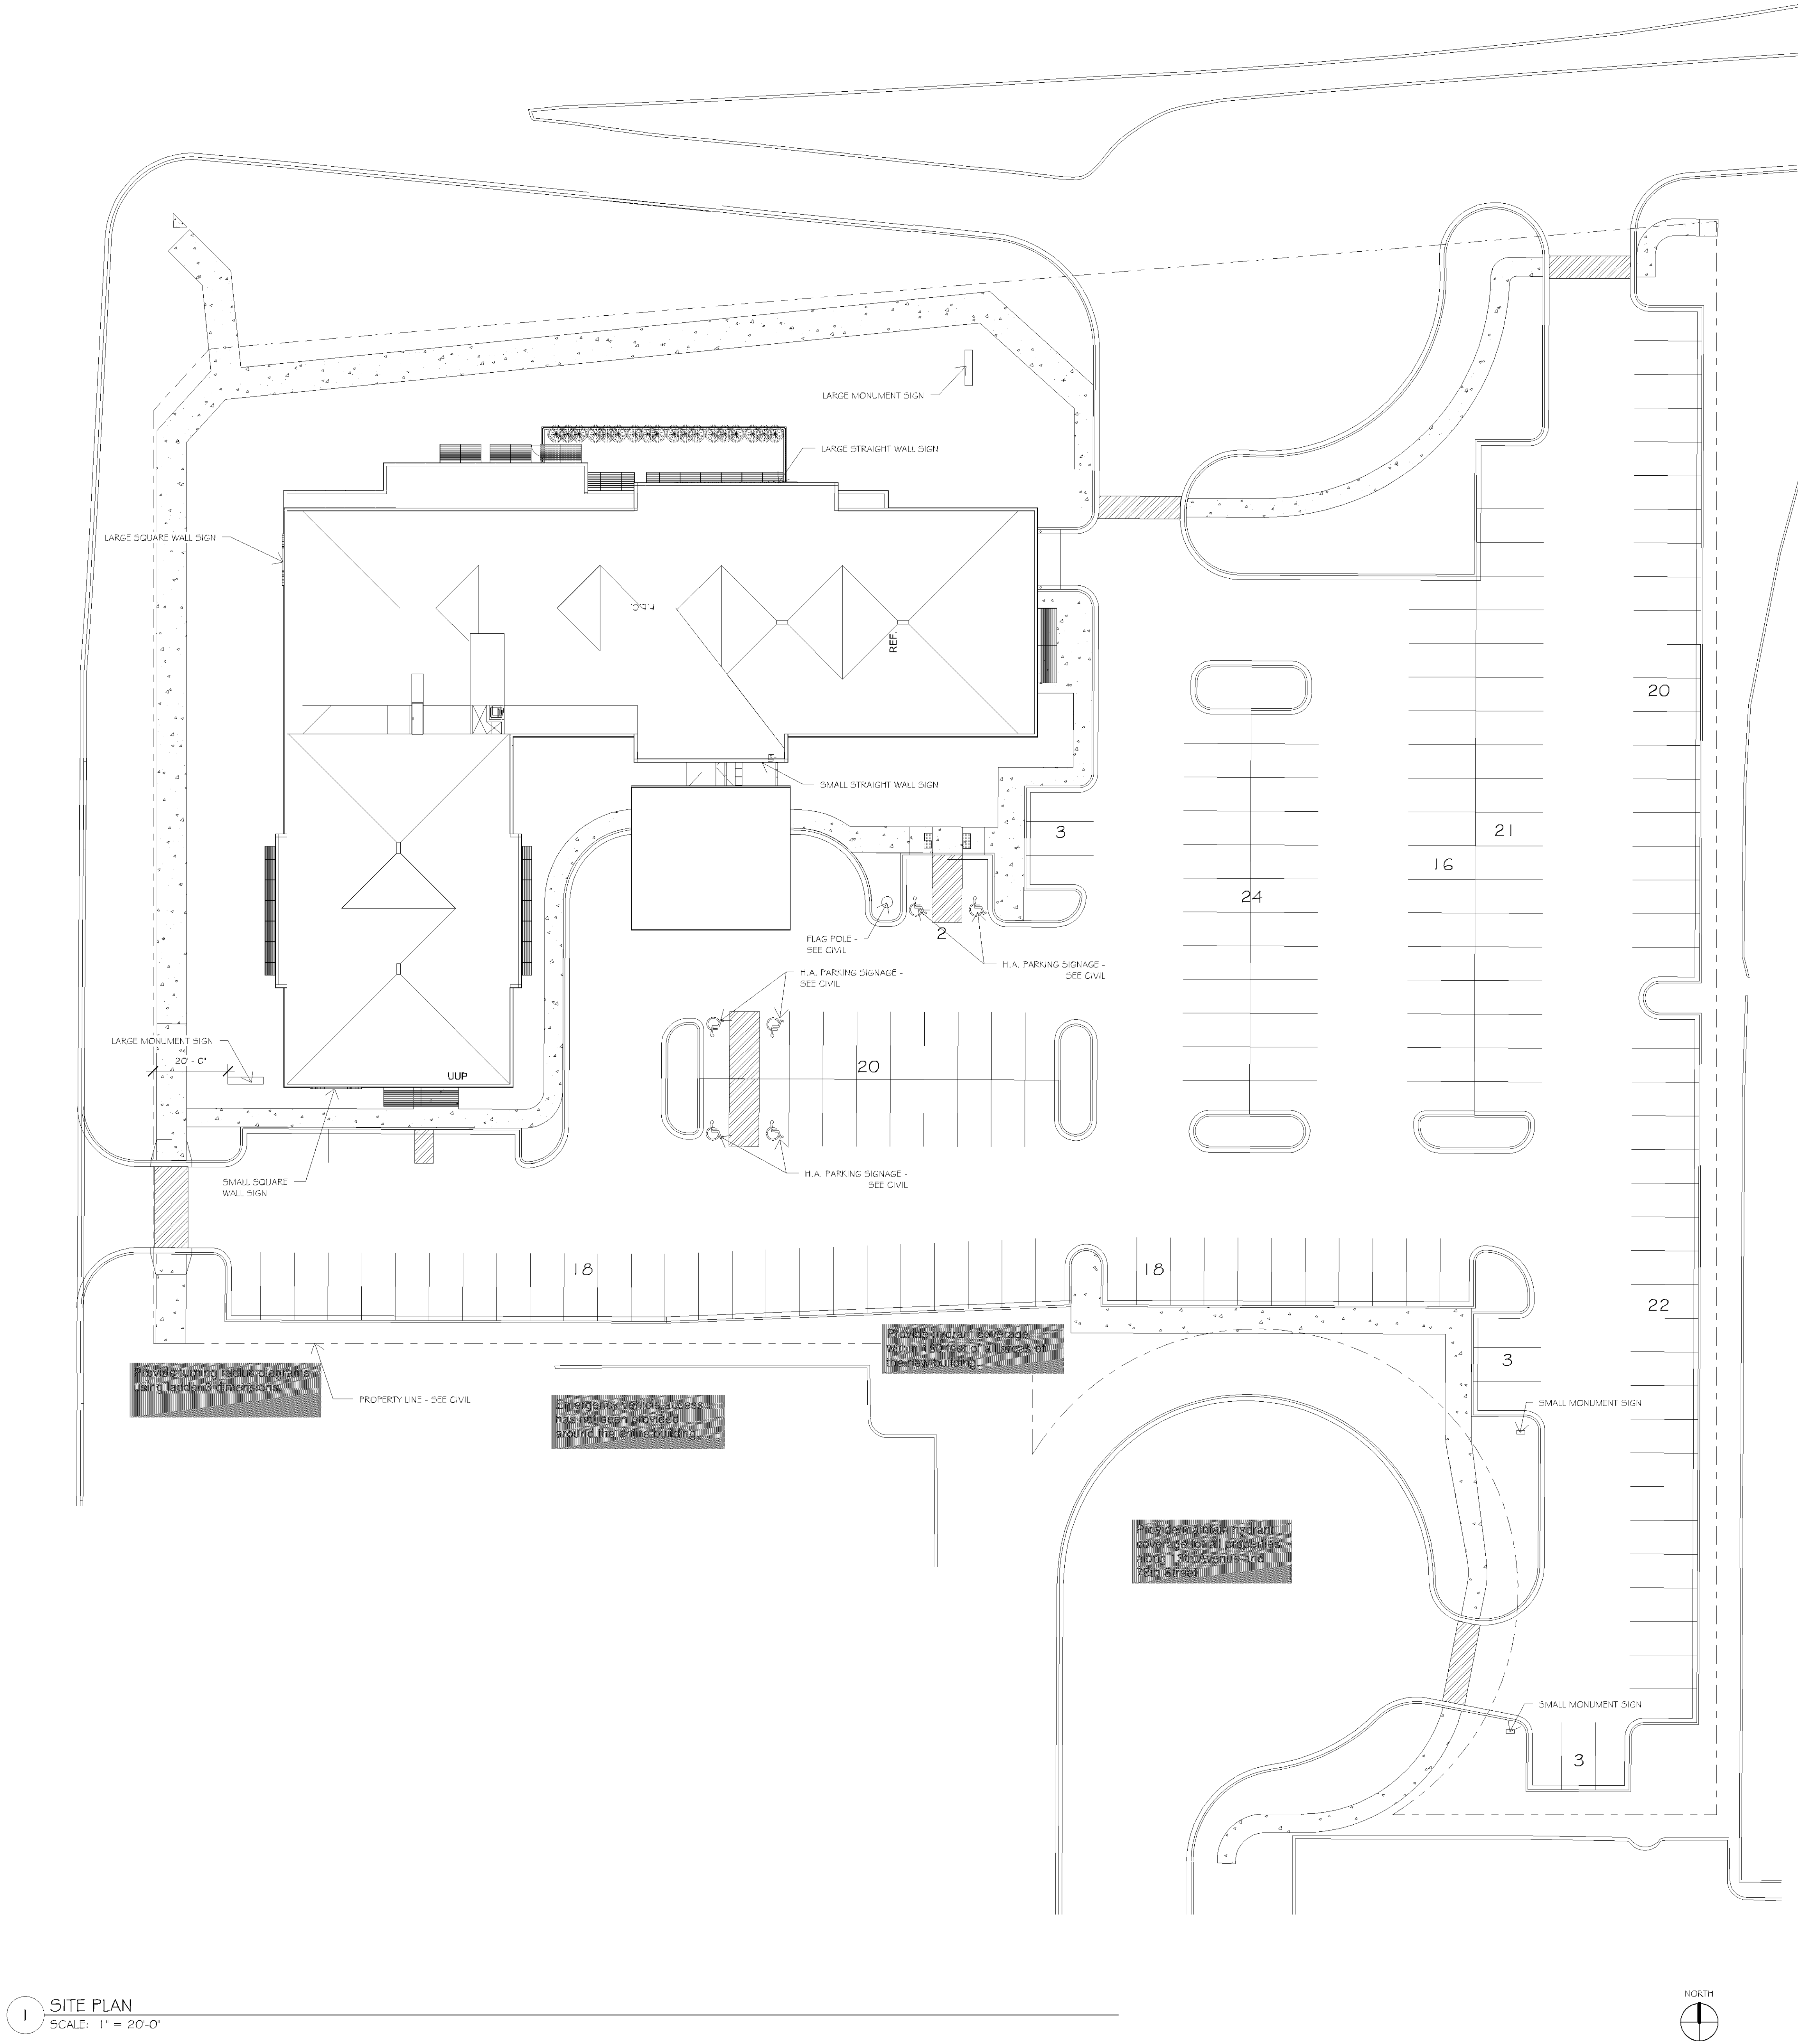 LARGE MONUMENT SIGN
LARGE STRAIGHT WALL SIGN
LARGE SQUARE WALL SIGN
F.D.C.
REF.
20
SMALL STRAIGHT WALL SIGN
3
21
16
24
2
FLAG POLE -
SEE CIVIL
H.A. PARKING SIGNAGE -
SEE CIVIL
H.A. PARKING SIGNAGE -
SEE CIVIL
LARGE MONUMENT SIGN
20' - 0"
20
UUP
H.A. PARKING SIGNAGE -
SEE CIVIL
SMALL SQUARE
WALL SIGN
18
18
22
Provide hydrant coverage
within 150 feet of all areas of
the new building.
3
Provide turning radius diagrams
using ladder 3 dimensions.
PROPERTY LINE - SEE CIVIL
Emergency vehicle access
has not been provided
around the entire building.
SMALL MONUMENT SIGN
Provide/maintain hydrant
coverage for all properties
along 13th Avenue and
78th Street
SMALL MONUMENT SIGN
3
NORTH
1
SITE PLAN
SCALE: 1" = 20'-0"